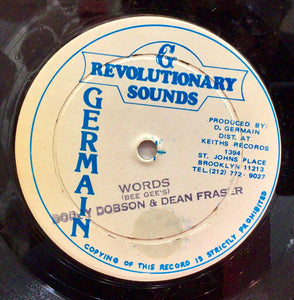 G
REVOLUTIONARY
SOUNDS
GERMAIN
PRODUCED BY:
D. GERMAIN
DIST. AT
KEITHS RECORDS
1394
ST. JOHNS PLACE
BROOKLYN 11213
TEL.(212) 772-9027
WORDS
(BEE GEE'S)
BOBBY DOBSON & DEAN FRASER
COPYING OF THIS RECORD IS STRICTLY PROHIBITED